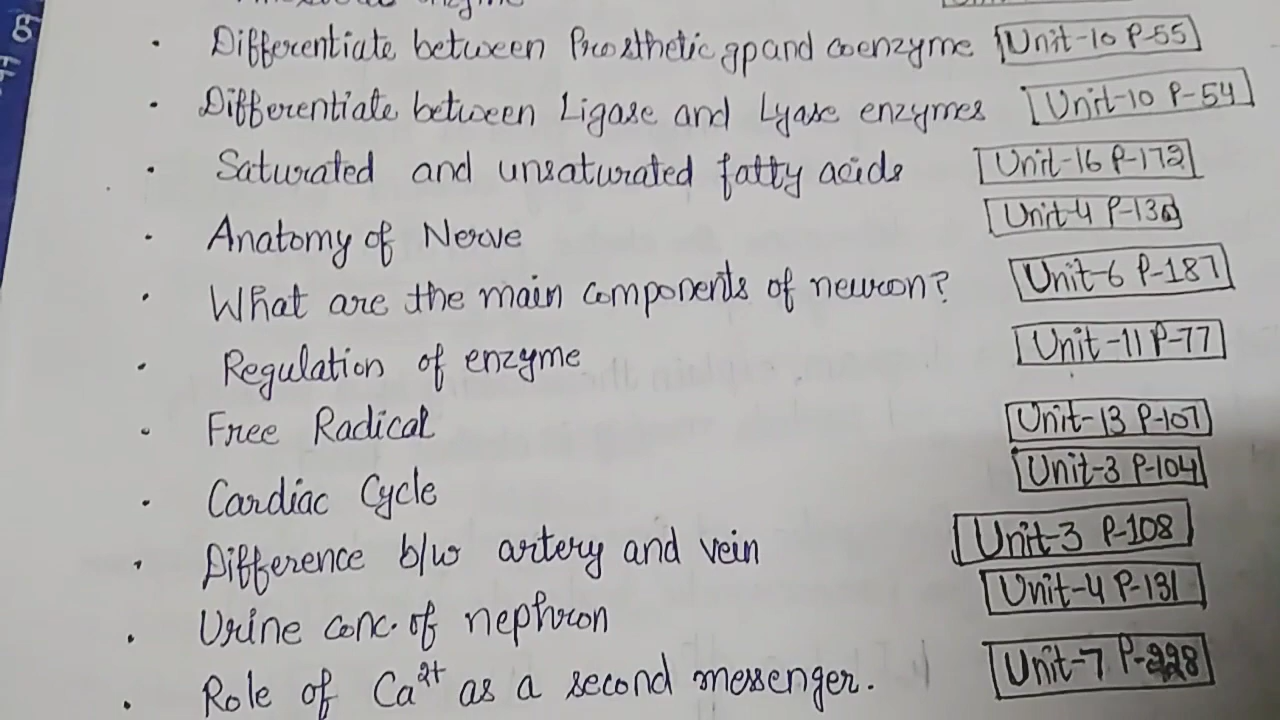 Differentiate between Prosthetic gp and coenzyme Unit-10 P-55
Differentiate between Ligase and Lyase enzymes Unit-10 P-54
Saturated and unsaturated fatty acids Unit-16 P-172
Anatomy of Nerve Unit-4 P-130
What are the main components of neuron? Unit-6 P-187
Regulation of enzyme Unit-11 P-77
Free Radical Unit-13 P-107
Cardiac Cycle Unit-3 P-104
Difference b/w artery and vein Unit-3 P-108
Urine conc. of nephron Unit-4 P-131
Role of Ca²⁺ as a second messenger. Unit-7 P-228